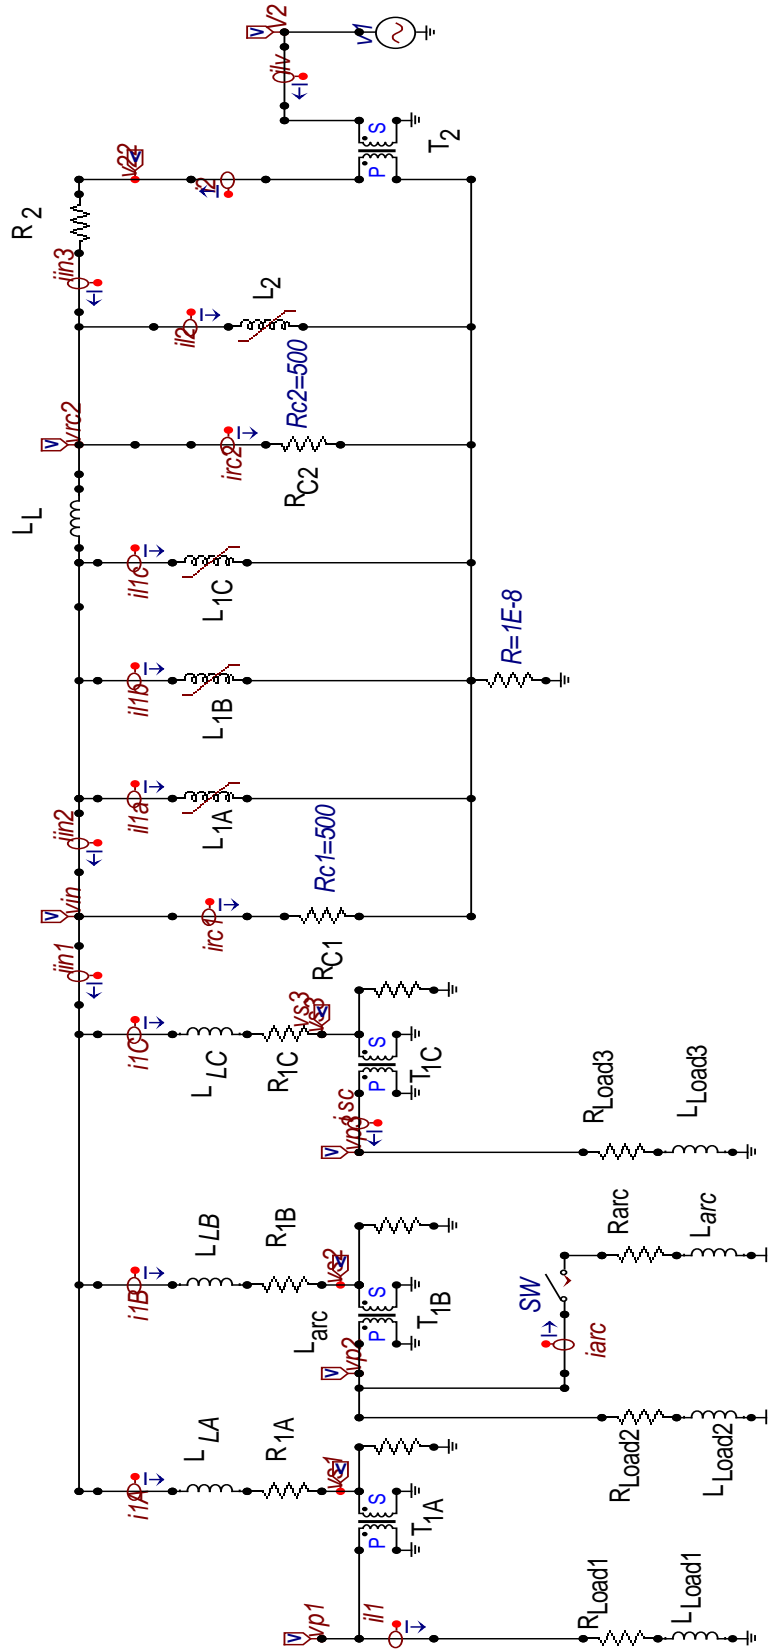 V2
V
v1
ilv
I
S
P
T2
v22
V
i2
I
R2
iin3
I
il2
I
L2
vrc2
V
irc2
I
Rc2=500
RC2
LL
il1c
I
L1C
il1b
I
L1B
R=1E-8
il1a
I
L1A
iin2
I
vin
V
irc1
I
Rc1=500
RC1
iin1
I
i1C
I
LLC
R1C
vs3
vs3
V
S
P
T1C
isc
I
vp3
V
RLoad3
LLoad3
i1B
I
LLB
R1B
vs2
V
Larc
S
P
T1B
vp2
V
SW
I
iarc
Rarc
Larc
RLoad2
LLoad2
i1A
I
LLA
R1A
vs1
V
S
P
T1A
vp1
V
il1
I
RLoad1
LLoad1